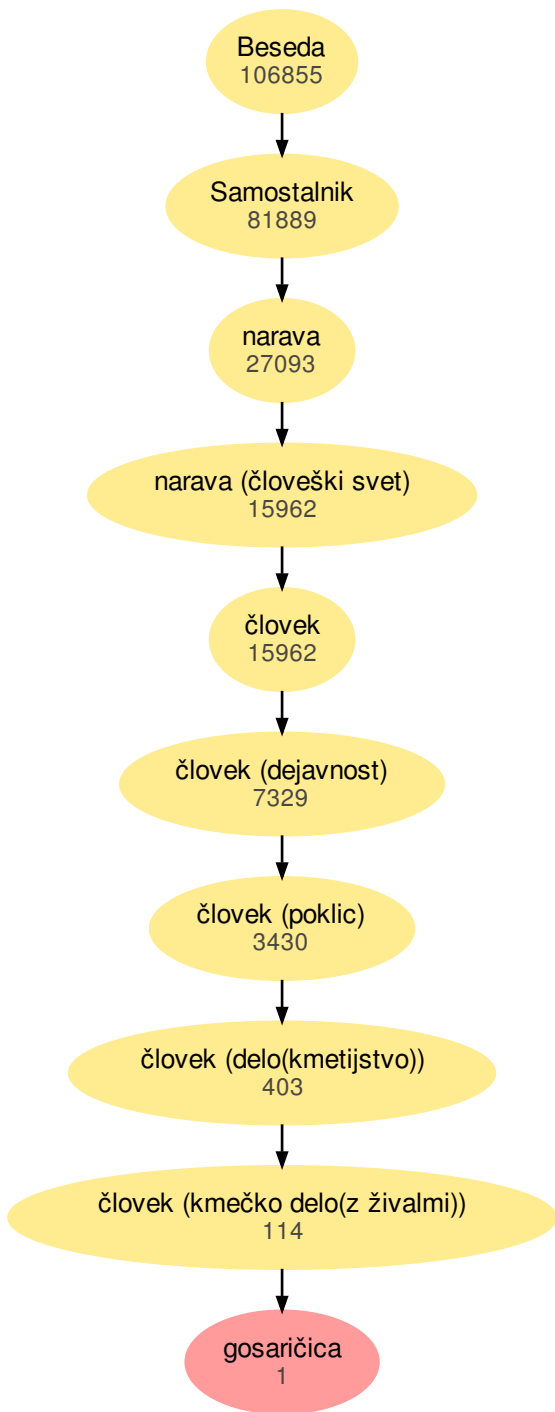 Beseda
106855
Samostalnik
81889
narava
27093
narava (človeški svet)
15962
človek
15962
človek (dejavnost)
7329
človek (poklic)
3430
človek (delo(kmetijstvo))
403
človek (kmečko delo(z živalmi))
114
gosaričica
1